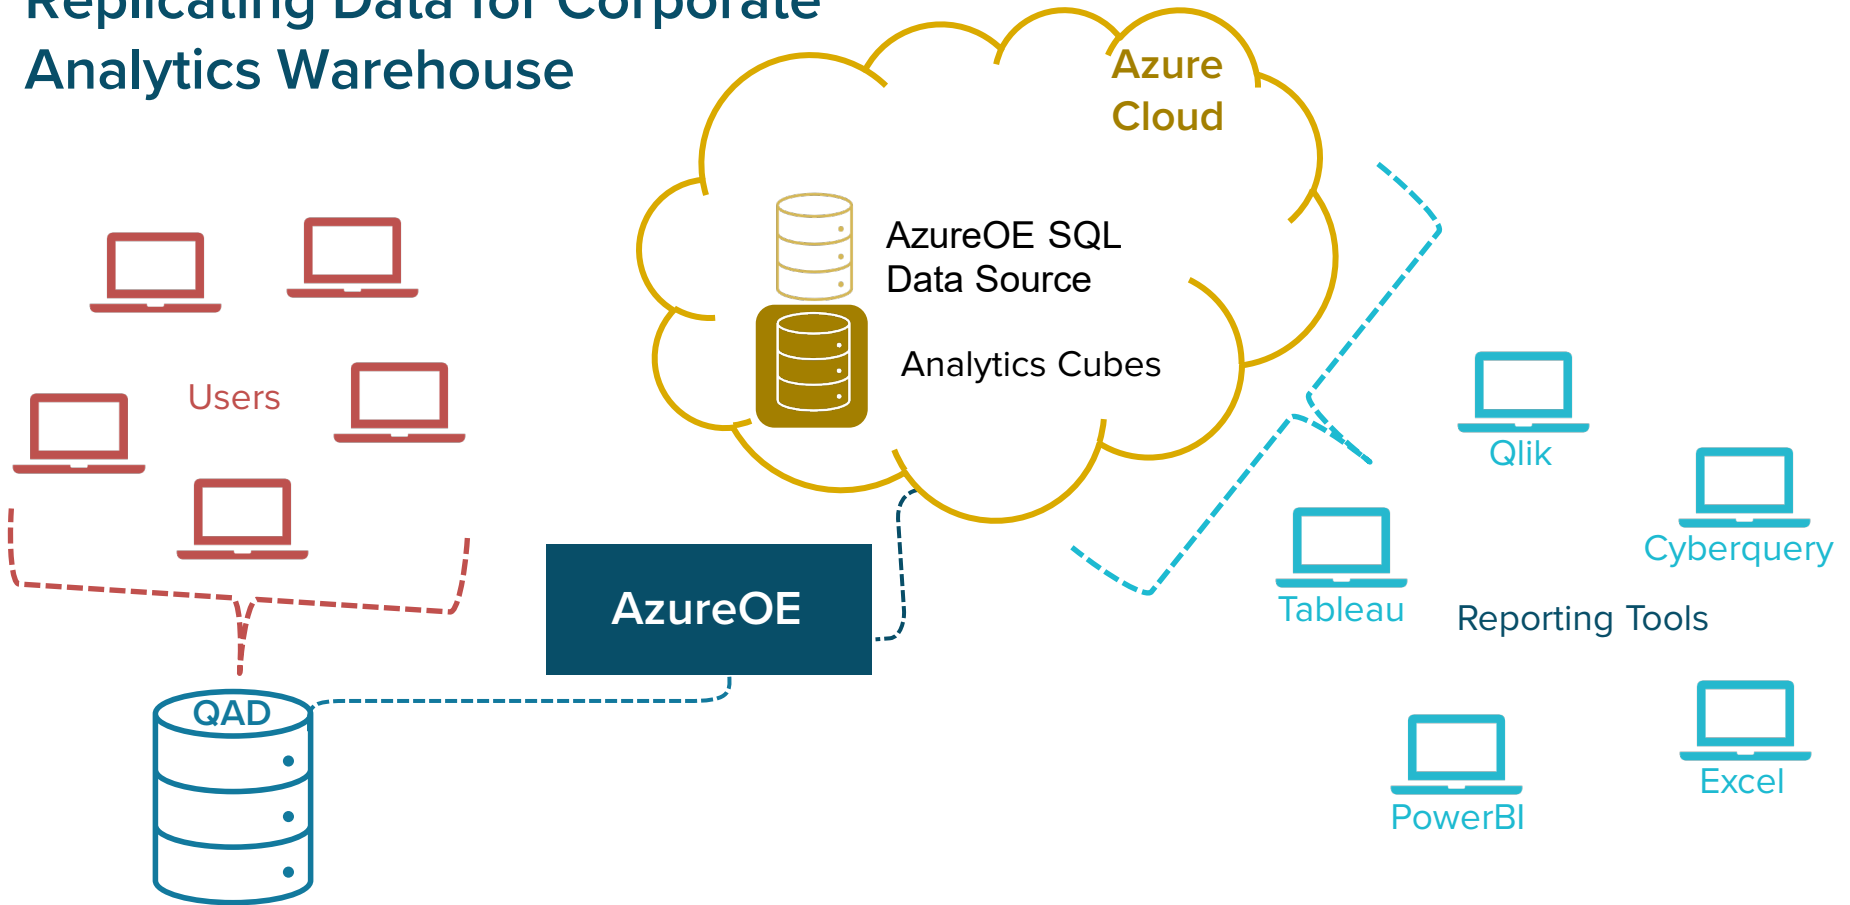 Replicating Data for Corporate
Analytics Warehouse
Azure
Cloud
AzureOE SQL
Data Source
Analytics Cubes
Users
Qlik
Cyberquery
Tableau
Reporting Tools
AzureOE
QAD
Excel
PowerBI